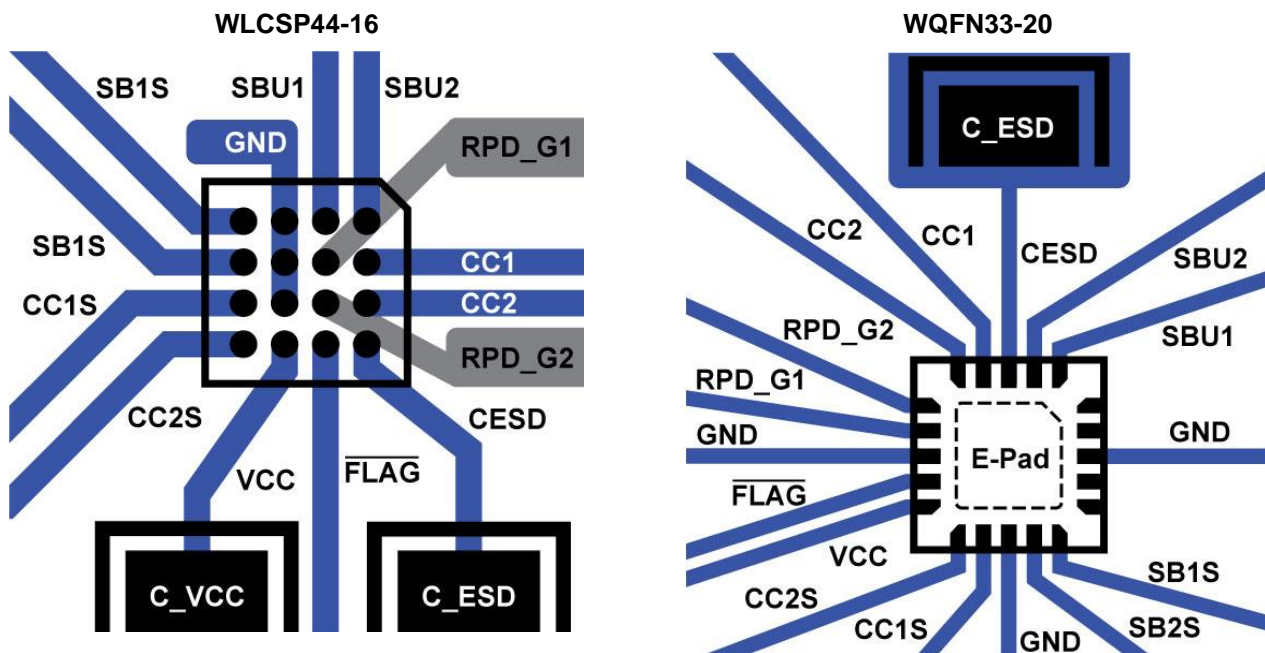 WLCSP44-16
SB1S
SBU1
SBU2
GND
RPD_G1
SB1S
CC1
CC1S
CC2
RPD_G2
CC2S
CESD
VCC
FLAG
C_VCC
C_ESD
WQFN33-20
C_ESD
CC2
CC1
CESD
SBU2
RPD_G2
SBU1
RPD_G1
GND
GND
E-Pad
FLAG
VCC
SB1S
CC2S
CC1S
GND
SB2S